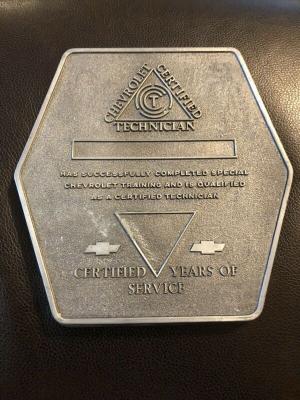 CHEVROLET CERTIFIED
TECHNICIAN
HAS SUCCESSFULLY COMPLETED SPECIAL
CHEVROLET TRAINING AND IS QUALIFIED
AS A CERTIFIED TECHNICIAN
CERTIFIED YEARS OF
SERVICE